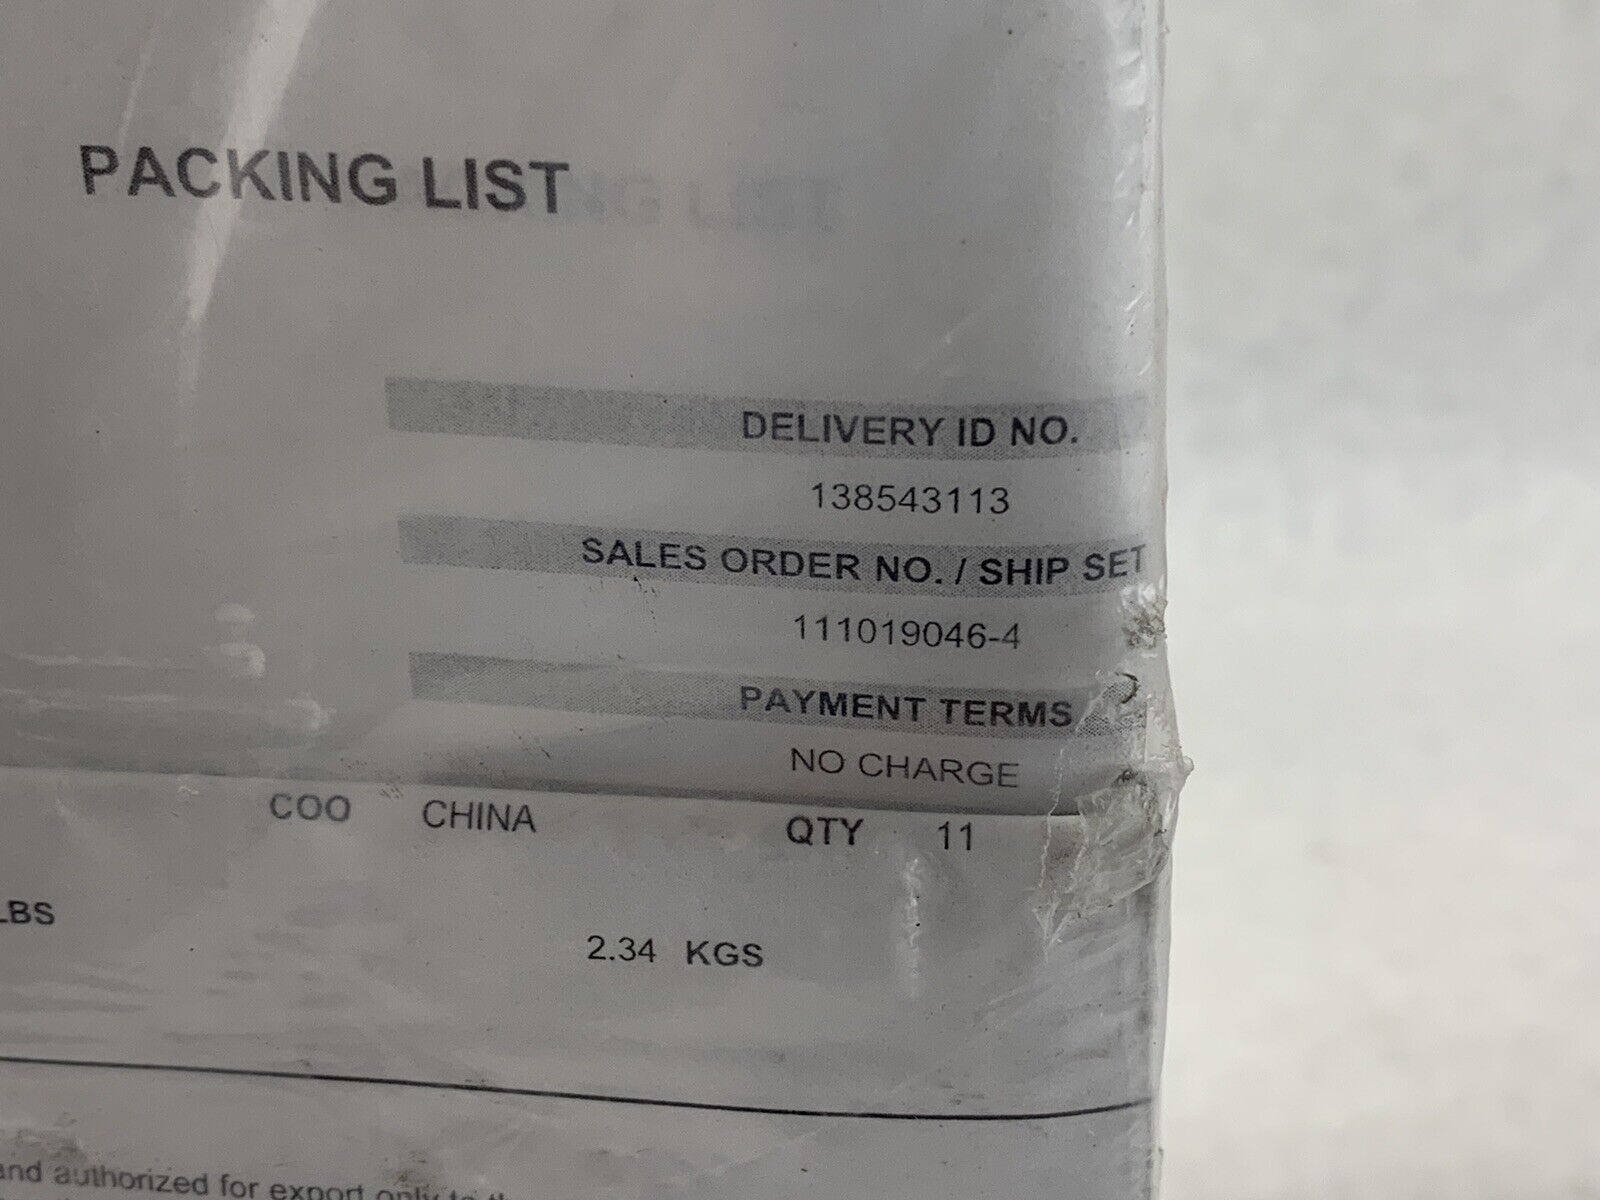 PACKING LIST
DELIVERY ID NO.
138543113
SALES ORDER NO. / SHIP SET
111019046-4
PAYMENT TERMS
NO CHARGE
COO CHINA QTY 11
LBS 2.34 KGS
and authorized for export only to